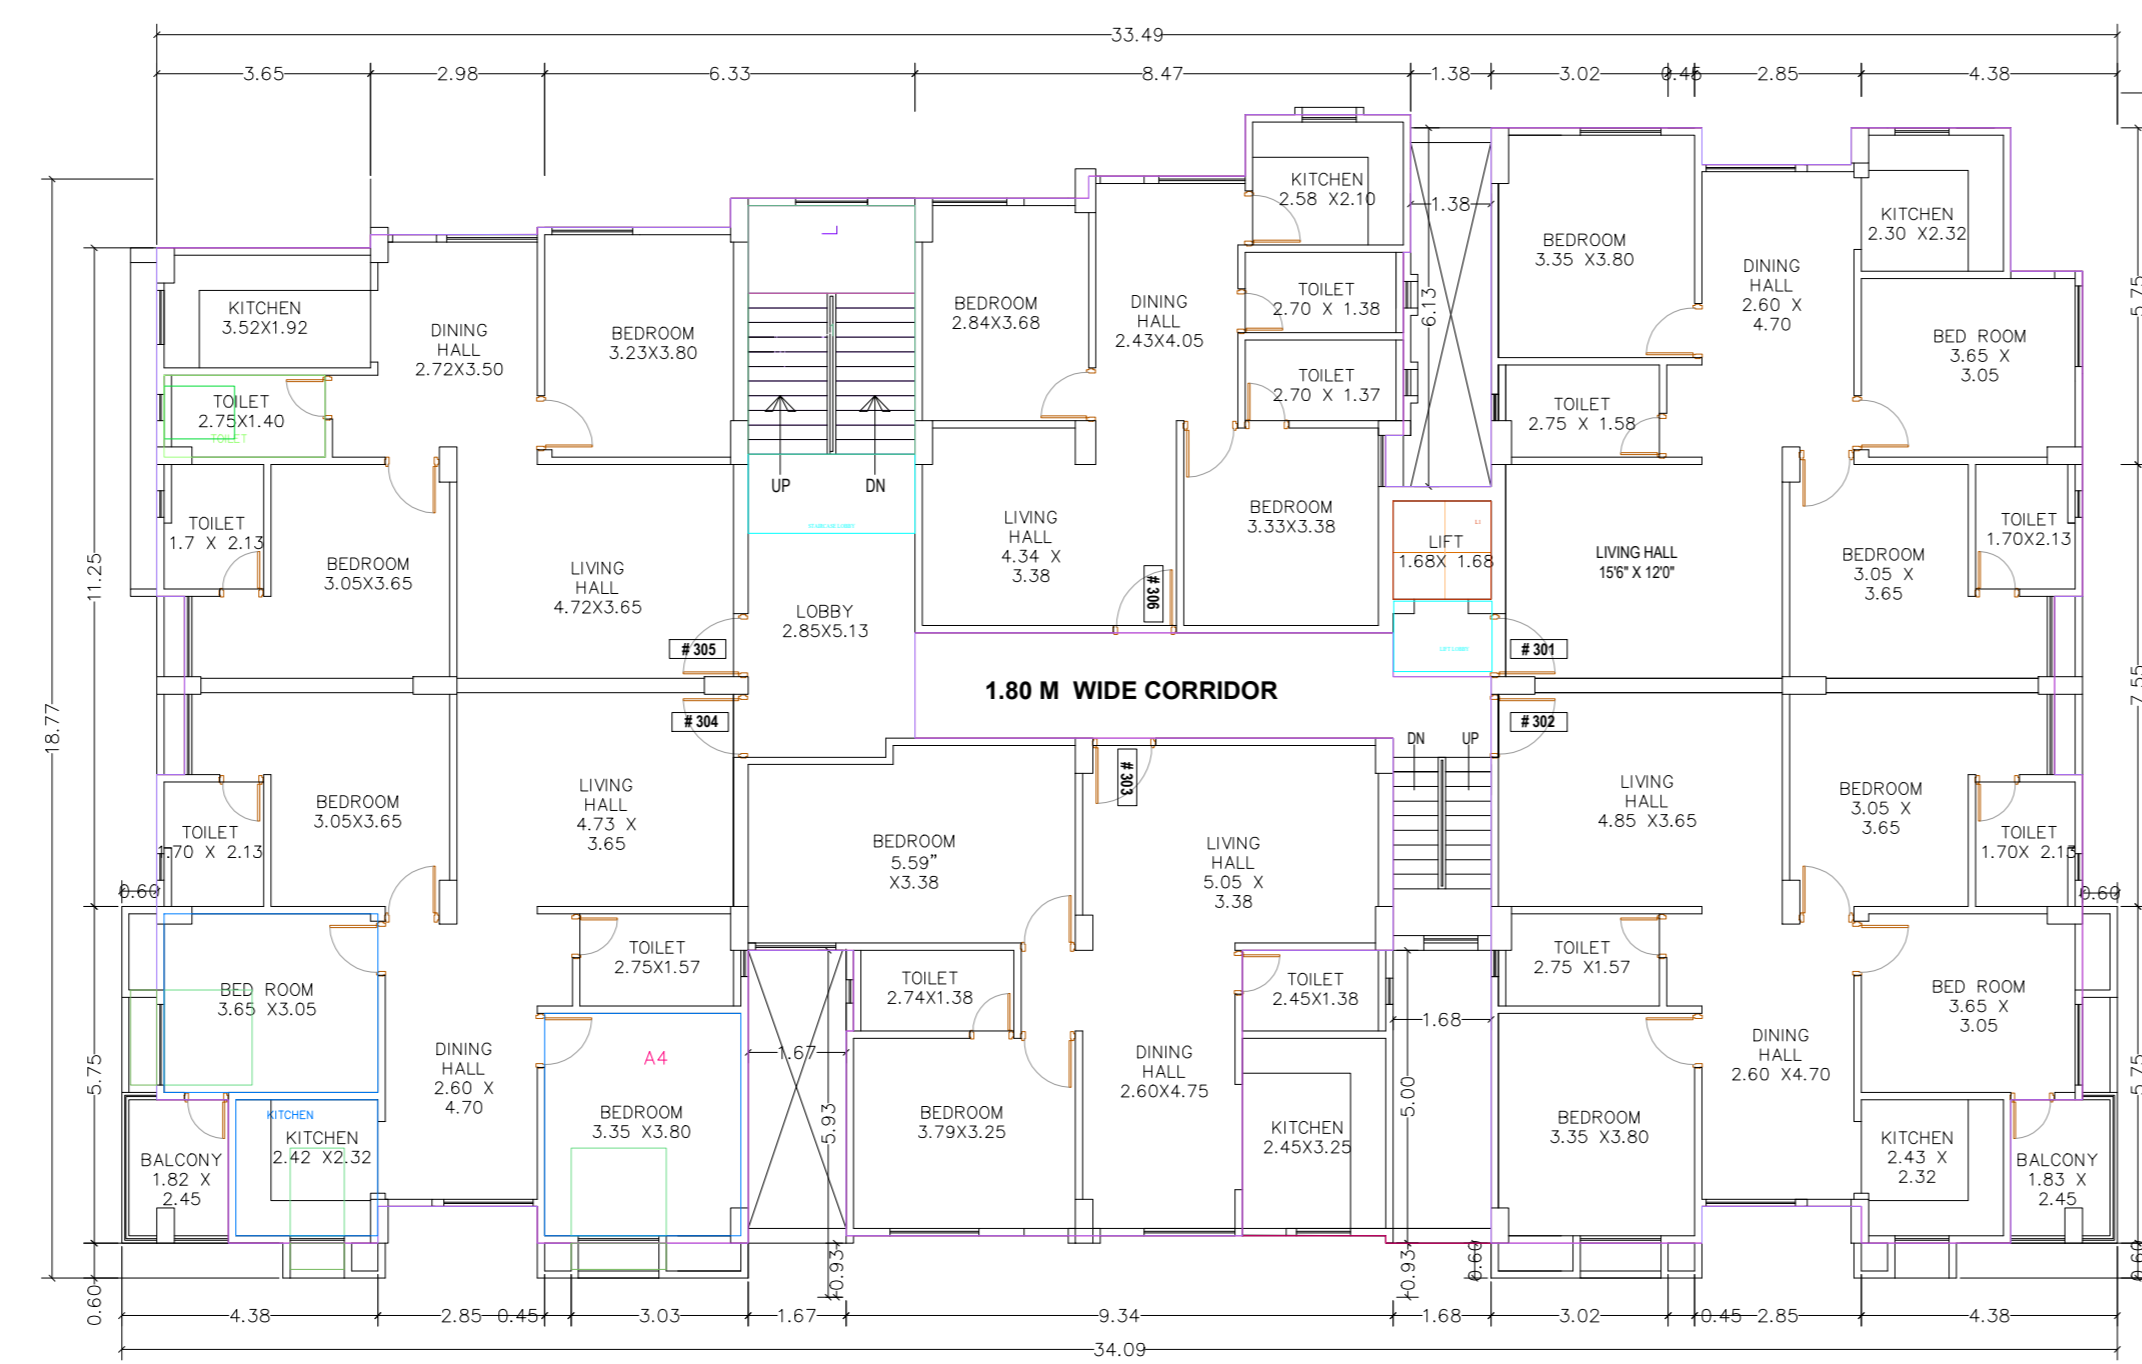 33.49
3.65
2.98
6.33
8.47
1.38
3.02
0.45
2.85
4.38
18.77
11.25
5.75
0.60
0.60
KITCHEN
3.52X1.92
DINING
HALL
2.72X3.50
BEDROOM
3.23X3.80
TOILET
2.75X1.40
TOILET
TOILET
1.7 X 2.13
BEDROOM
3.05X3.65
LIVING
HALL
4.72X3.65
# 305
UP
DN
STAIRCASE LOBBY
LOBBY
2.85X5.13
BEDROOM
2.84X3.68
DINING
HALL
2.43X4.05
KITCHEN
2.58 X2.10
TOILET
2.70 X 1.38
TOILET
2.70 X 1.37
LIVING
HALL
4.34 X
3.38
BEDROOM
3.33X3.38
# 306
1.38
6.13
LIFT
1.68X 1.68
LIFT LOBBY
BEDROOM
3.35 X3.80
DINING
HALL
2.60 X
4.70
KITCHEN
2.30 X2.32
BED ROOM
3.65 X
3.05
TOILET
2.75 X 1.58
LIVING HALL
15'6" X 12'0"
BEDROOM
3.05 X
3.65
TOILET
1.70X2.13
# 301
5.75
7.55
5.75
0.60
1.80 M WIDE CORRIDOR
# 304
BEDROOM
3.05X3.65
LIVING
HALL
4.73 X
3.65
TOILET
1.70 X 2.13
BED ROOM
3.65 X3.05
TOILET
2.75X1.57
DINING
HALL
2.60 X
4.70
A4
BEDROOM
3.35 X3.80
KITCHEN
KITCHEN
2.42 X2.32
BALCONY
1.82 X
2.45
# 303
BEDROOM
5.59"
X3.38
LIVING
HALL
5.05 X
3.38
TOILET
2.74X1.38
TOILET
2.45X1.38
BEDROOM
3.79X3.25
DINING
HALL
2.60X4.75
KITCHEN
2.45X3.25
1.67
5.93
0.93
DN
UP
1.68
5.00
0.93
0.60
# 302
LIVING
HALL
4.85 X3.65
BEDROOM
3.05 X
3.65
TOILET
1.70X 2.13
0.60
TOILET
2.75 X1.57
BED ROOM
3.65 X
3.05
DINING
HALL
2.60 X4.70
BEDROOM
3.35 X3.80
KITCHEN
2.43 X
2.32
BALCONY
1.83 X
2.45
4.38
2.85
0.45
3.03
1.67
9.34
1.68
3.02
0.45
2.85
4.38
34.09